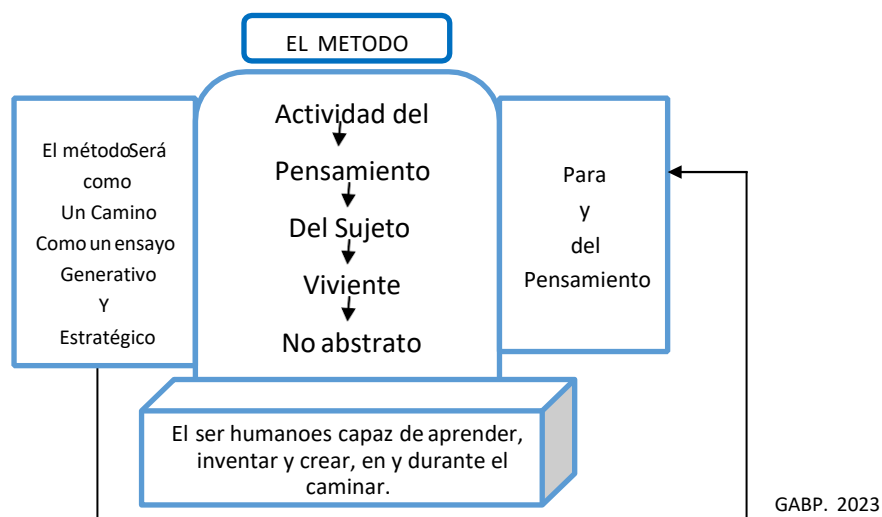 EL METODO
El métodoSerá
como
Un Camino
Como un ensayo
Generativo
Y
Estratégico
Actividad del
Pensamiento
Del Sujeto
Viviente
No abstrato
Para
y
del
Pensamiento
El ser humanoes capaz de aprender,
inventar y crear, en y durante el
caminar.
GABP. 2023